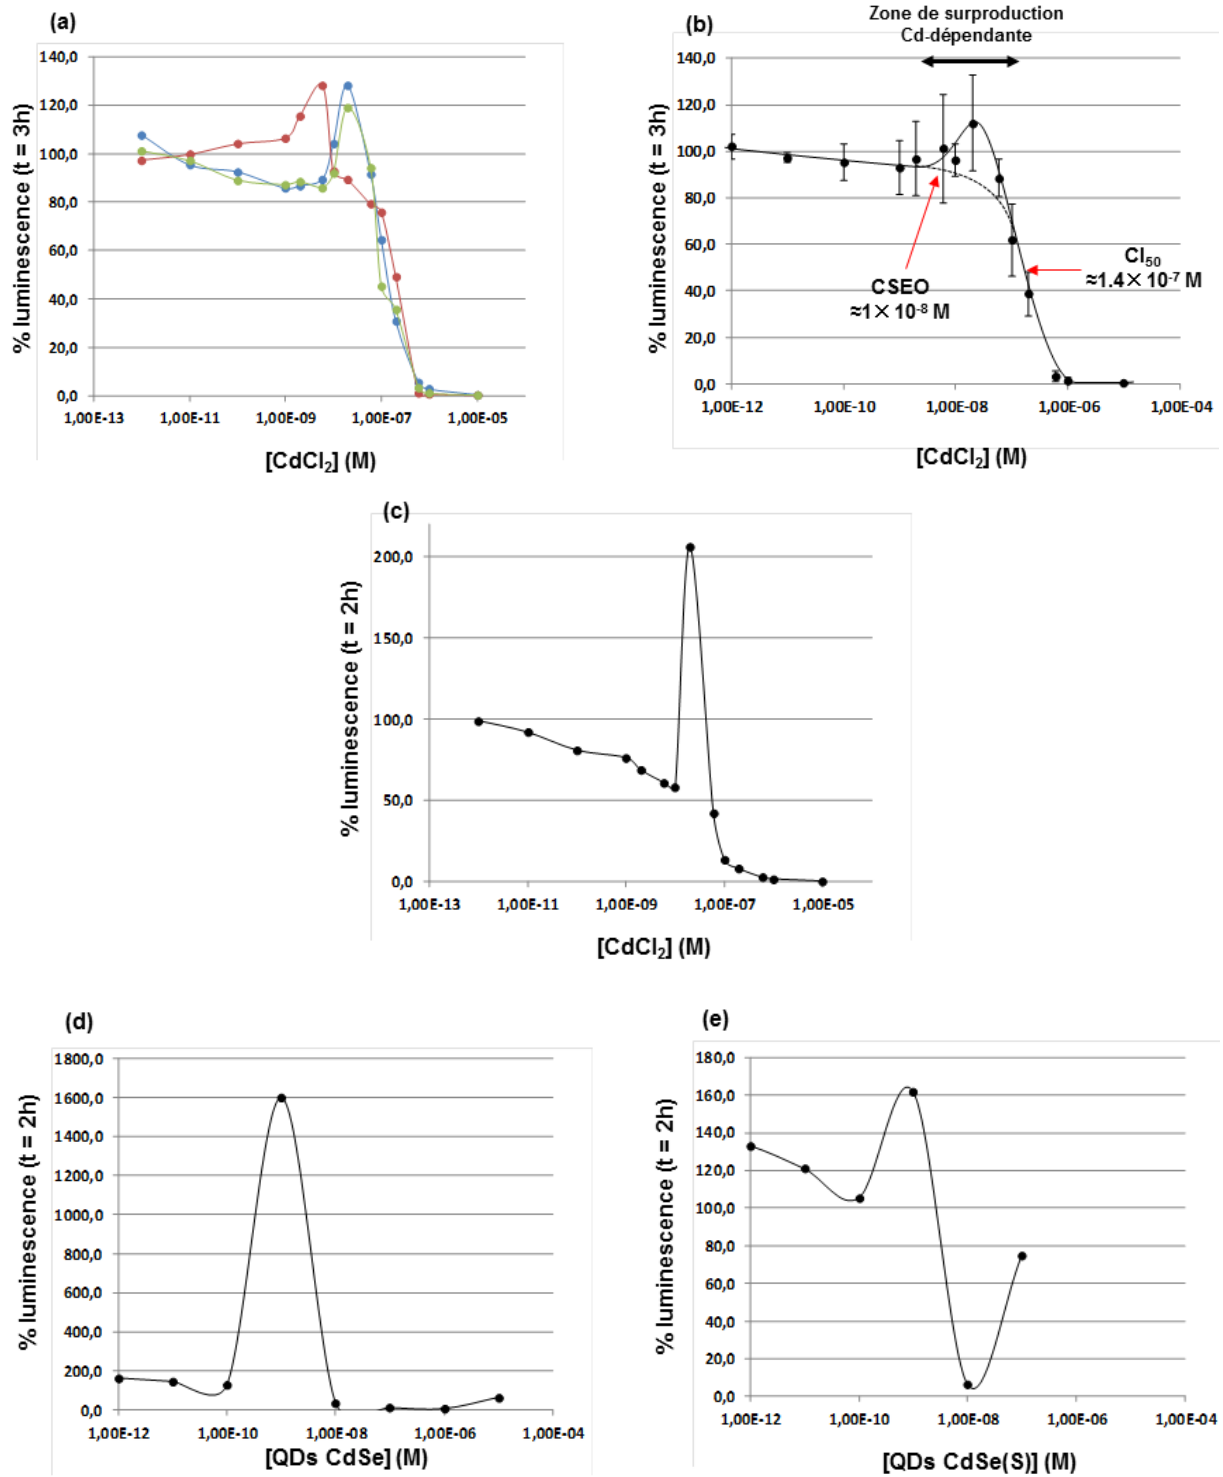 (a)
140,0
120,0
100,0
80,0
60,0
40,0
20,0
0,0
% luminescence (t = 3h)
1,00E-13 1,00E-11 1,00E-09 1,00E-07 1,00E-05
[CdCl₂] (M)
(b)
Zone de surproduction
Cd-dépendante
140,0
120,0
100,0
80,0
60,0
40,0
20,0
0,0
% luminescence (t = 3h)
CSEO
≈1×10⁻⁸ M
CI₅₀
≈1.4×10⁻⁷ M
1,00E-12 1,00E-10 1,00E-08 1,00E-06 1,00E-04
[CdCl₂] (M)
(c)
200,0
150,0
100,0
50,0
0,0
% luminescence (t = 2h)
1,00E-13 1,00E-11 1,00E-09 1,00E-07 1,00E-05
[CdCl₂] (M)
(d)
1800,0
1600,0
1400,0
1200,0
1000,0
800,0
600,0
400,0
200,0
0,0
% luminescence (t = 2h)
1,00E-12 1,00E-10 1,00E-08 1,00E-06 1,00E-04
[QDs CdSe] (M)
(e)
180,0
160,0
140,0
120,0
100,0
80,0
60,0
40,0
20,0
0,0
% luminescence (t = 2h)
1,00E-12 1,00E-10 1,00E-08 1,00E-06 1,00E-04
[QDs CdSe(S)] (M)